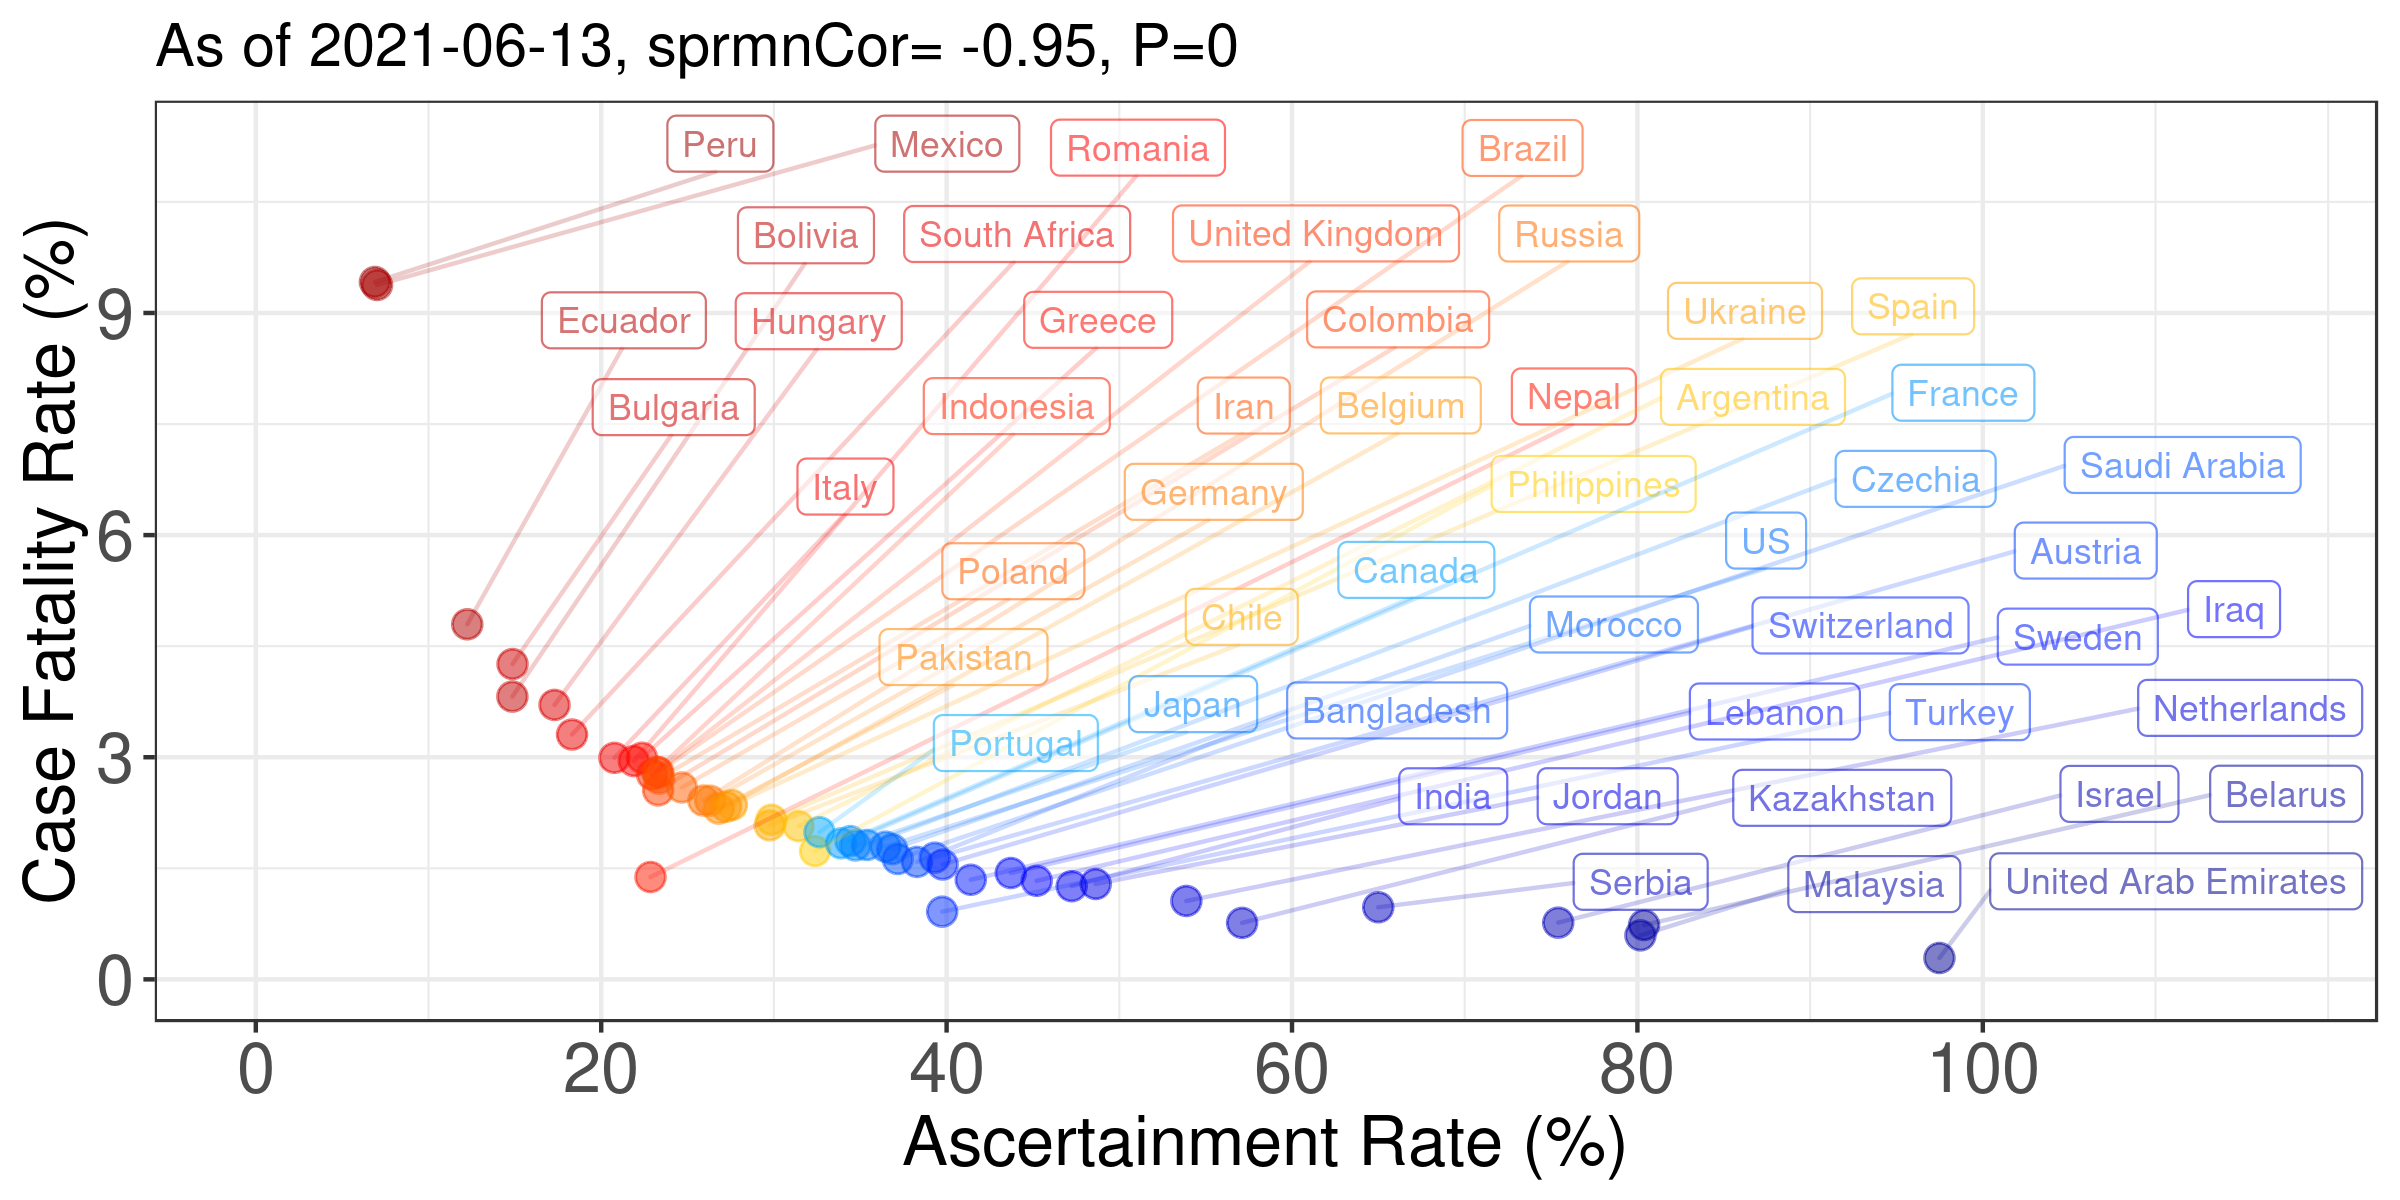 As of 2021-06-13, sprmnCor= -0.95, P=0
Peru
Mexico
Romania
Brazil
Bolivia
South Africa
United Kingdom
Russia
Ecuador
Hungary
Greece
Colombia
Ukraine
Spain
Bulgaria
Indonesia
Iran
Belgium
Nepal
Argentina
France
Italy
Germany
Philippines
Czechia
Saudi Arabia
Poland
Canada
US
Austria
Pakistan
Chile
Morocco
Switzerland
Sweden
Iraq
Portugal
Japan
Bangladesh
Lebanon
Turkey
Netherlands
India
Jordan
Kazakhstan
Israel
Belarus
Serbia
Malaysia
United Arab Emirates
Case Fatality Rate (%)
9
6
3
0
0 20 40 60 80 100
Ascertainment Rate (%)